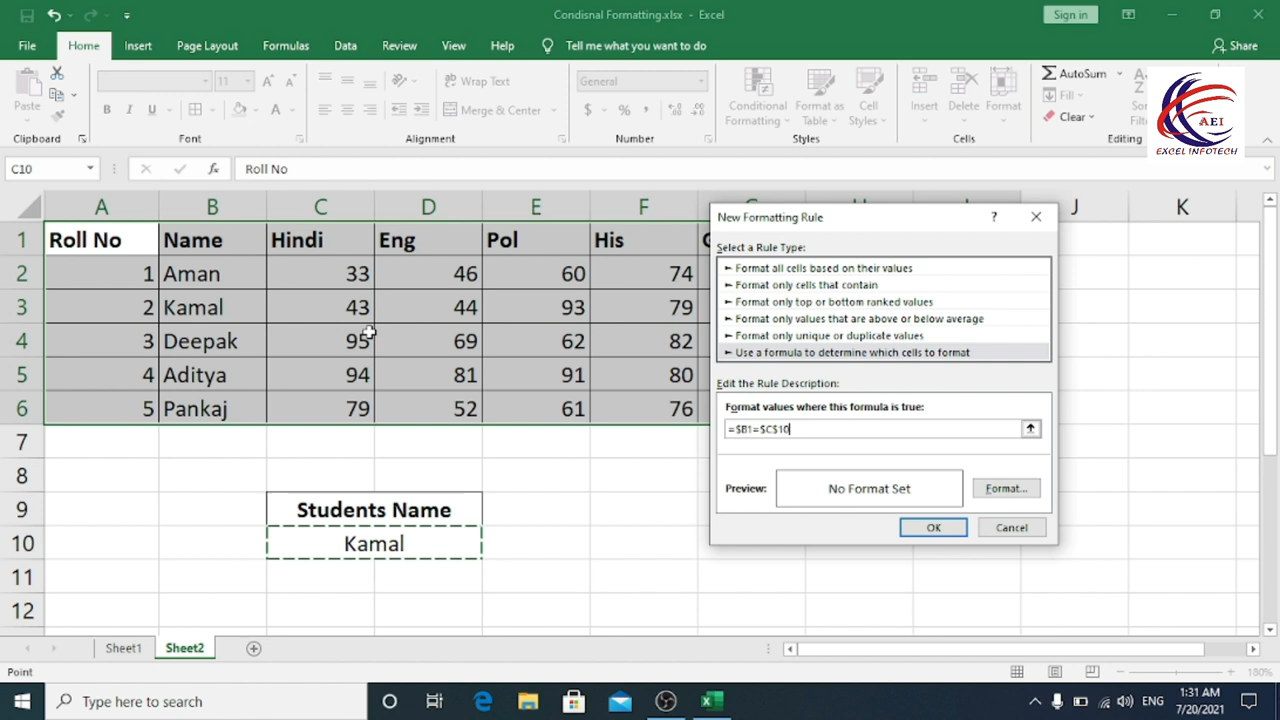 Condisnal Formatting.xlsx - Excel
Sign in
File Home Insert Page Layout Formulas Data Review View Help Tell me what you want to do Share
Paste
11
Wrap Text
General
Merge & Center
B I U
A
$ % ,
Conditional Formatting
Format as Table
Cell Styles
Insert
Delete
Format
AutoSum
Fill
Clear
Clipboard Font Alignment Number Styles Cells Editing
AEI
EXCEL INFOTECH
C10 fx Roll No
A B C D E F J K
1 Roll No Name Hindi Eng Pol His
2 1 Aman 33 46 60 74
3 2 Kamal 43 44 93 79
4 3 Deepak 95 69 62 82
5 4 Aditya 94 81 91 80
6 5 Pankaj 79 52 61 76
7
8
9 Students Name
10 Kamal
11
12
New Formatting Rule ?
Select a Rule Type:
► Format all cells based on their values
► Format only cells that contain
► Format only top or bottom ranked values
► Format only values that are above or below average
► Format only unique or duplicate values
► Use a formula to determine which cells to format
Edit the Rule Description:
Format values where this formula is true:
=$B1=$C$10
Preview: No Format Set Format...
OK Cancel
Sheet1 Sheet2
Point 180%
Type here to search
ENG
1:31 AM
7/20/2021